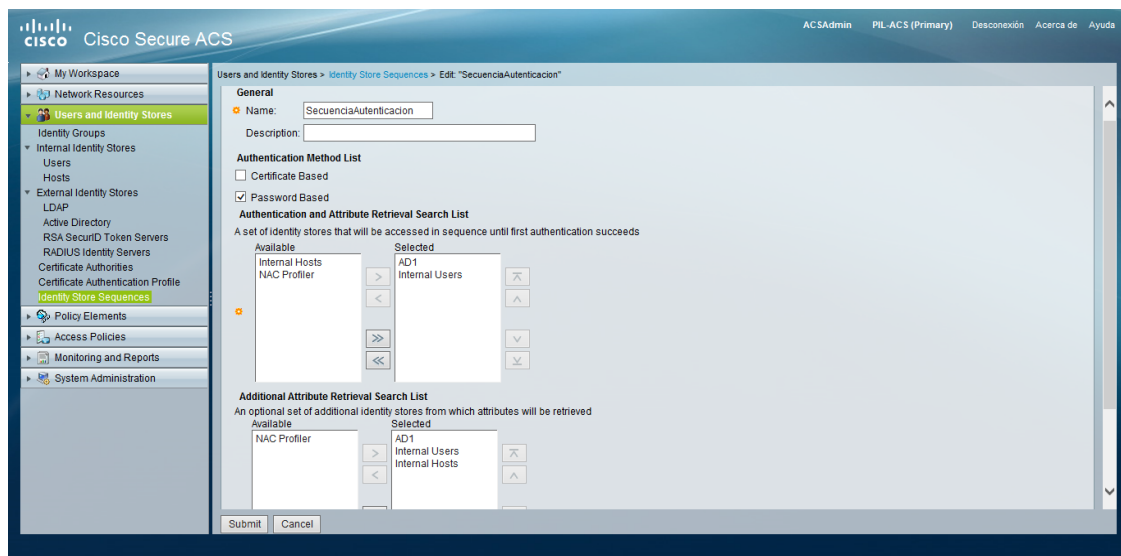 CISCO Cisco Secure ACS
ACSAdmin PIL-ACS (Primary) Desconexión Acerca de Ayuda
My Workspace
Network Resources
Users and Identity Stores
Identity Groups
Internal Identity Stores
Users
Hosts
External Identity Stores
LDAP
Active Directory
RSA SecurID Token Servers
RADIUS Identity Servers
Certificate Authorities
Certificate Authentication Profile
Identity Store Sequences
Policy Elements
Access Policies
Monitoring and Reports
System Administration
Users and Identity Stores > Identity Store Sequences > Edit: "SecuenciaAutenticacion"
General
Name: SecuenciaAutenticacion
Description:
Authentication Method List
Certificate Based
Password Based
Authentication and Attribute Retrieval Search List
A set of identity stores that will be accessed in sequence until first authentication succeeds
Available Selected
Internal Hosts AD1
NAC Profiler Internal Users
Additional Attribute Retrieval Search List
An optional set of additional identity stores from which attributes will be retrieved
Available Selected
NAC Profiler AD1
Internal Users
Internal Hosts
Submit Cancel